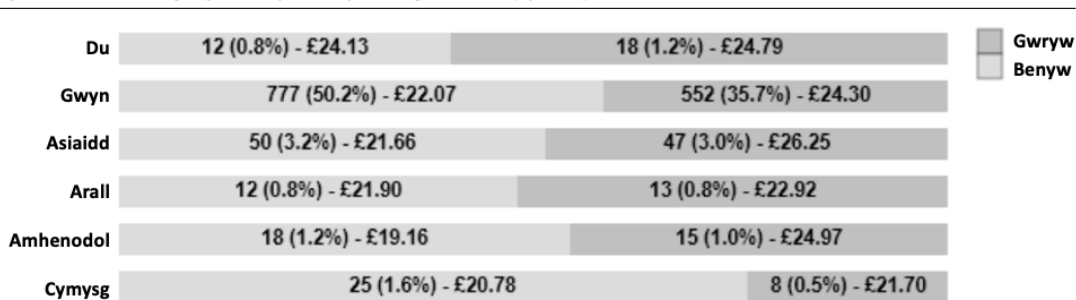 Du 12 (0.8%) - £24.13 18 (1.2%) - £24.79
Gwyn 777 (50.2%) - £22.07 552 (35.7%) - £24.30
Asiaidd 50 (3.2%) - £21.66 47 (3.0%) - £26.25
Arall 12 (0.8%) - £21.90 13 (0.8%) - £22.92
Amhenodol 18 (1.2%) - £19.16 15 (1.0%) - £24.97
Cymysg 25 (1.6%) - £20.78 8 (0.5%) - £21.70
Gwryw
Benyw